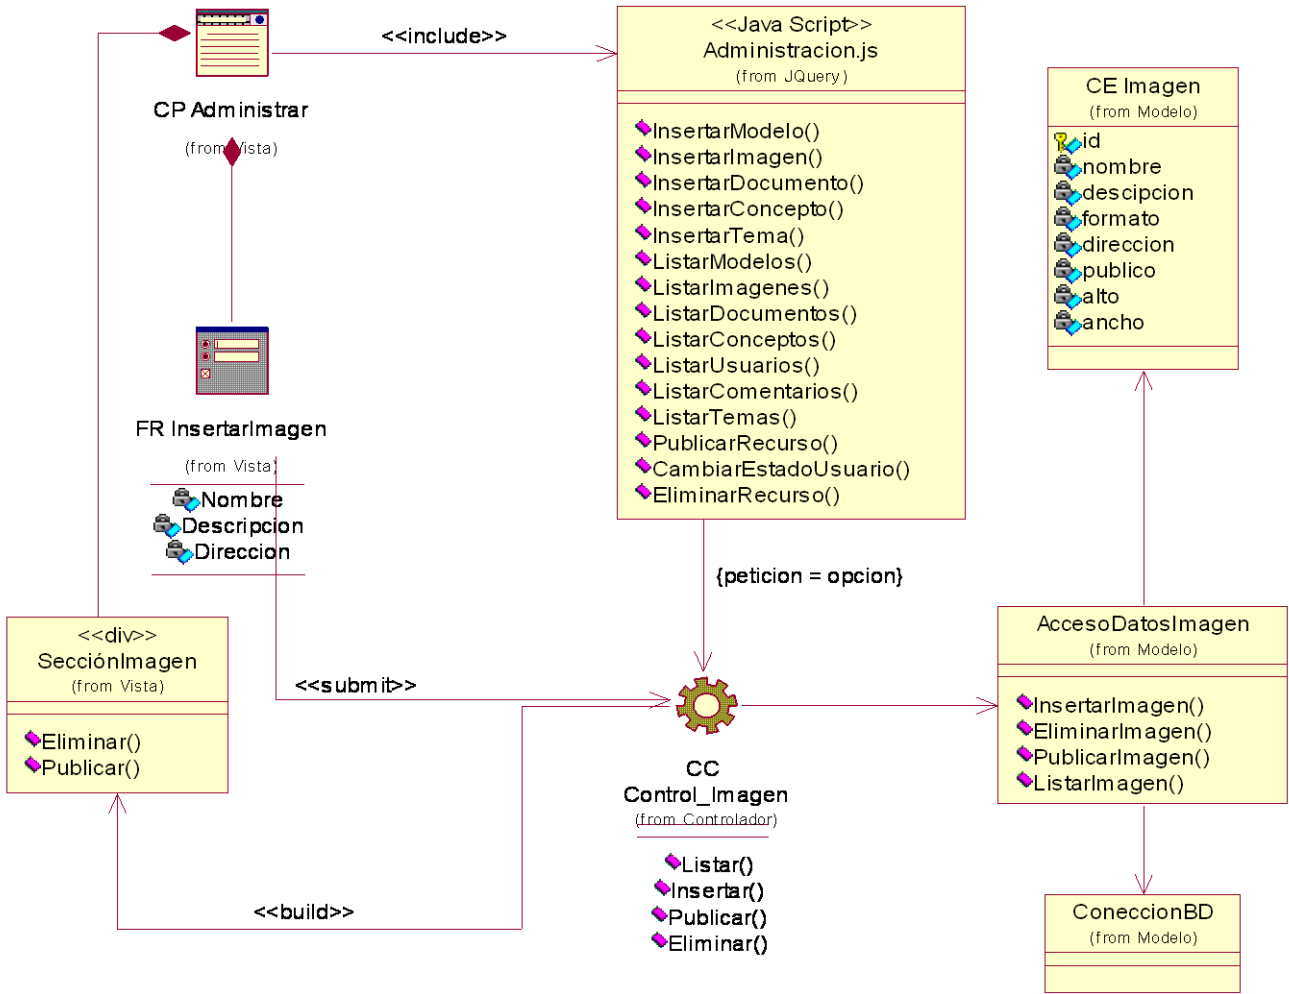 <<include>>
CP Administrar
(from Vista)
<<Java Script>>
Administracion.js
(from JQuery)
InsertarModelo()
InsertarImagen()
InsertarDocumento()
InsertarConcepto()
InsertarTema()
ListarModelos()
ListarImagenes()
ListarDocumentos()
ListarConceptos()
ListarUsuarios()
ListarComentarios()
ListarTemas()
PublicarRecurso()
CambiarEstadoUsuario()
EliminarRecurso()
CE Imagen
(from Modelo)
id
nombre
descipcion
formato
direccion
publico
alto
ancho
FR InsertarImagen
(from Vista)
Nombre
Descripcion
Direccion
{peticion = opcion}
<<div>>
SecciónImagen
(from Vista)
Eliminar()
Publicar()
<<submit>>
CC
Control_Imagen
(from Controlador)
Listar()
Insertar()
Publicar()
Eliminar()
AccesoDatosImagen
(from Modelo)
InsertarImagen()
EliminarImagen()
PublicarImagen()
ListarImagen()
<<build>>
ConeccionBD
(from Modelo)